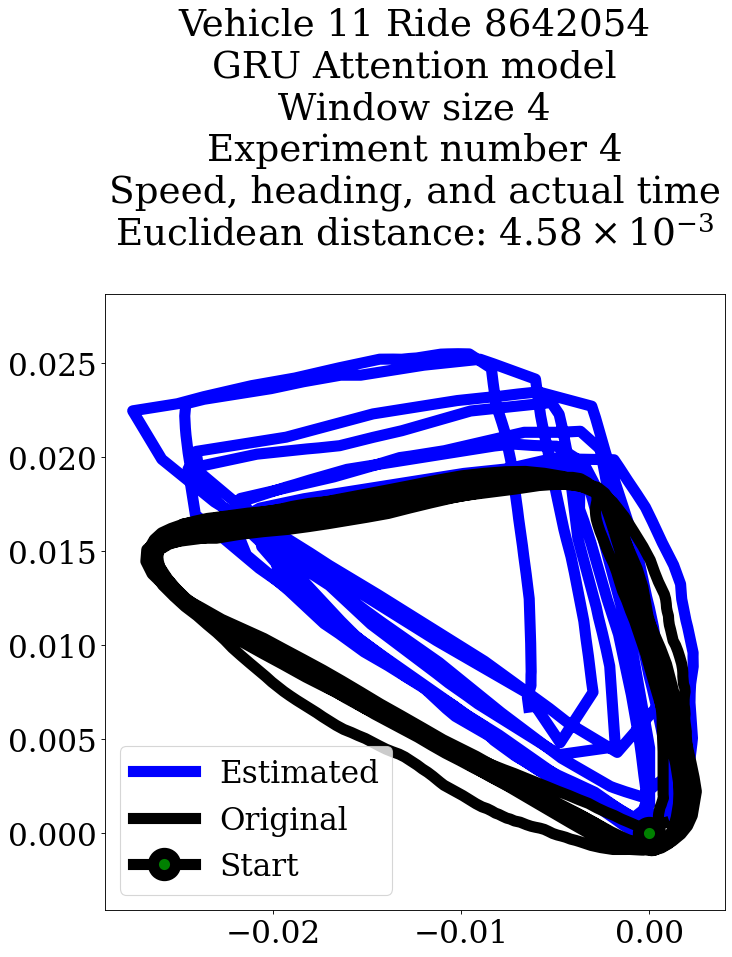 Vehicle 11 Ride 8642054
GRU Attention model
Window size 4
Experiment number 4
Speed, heading, and actual time
Euclidean distance: 4.58 × 10⁻³
0.025
0.020
0.015
0.010
0.005
0.000
Estimated
Original
Start
−0.02
−0.01
0.00